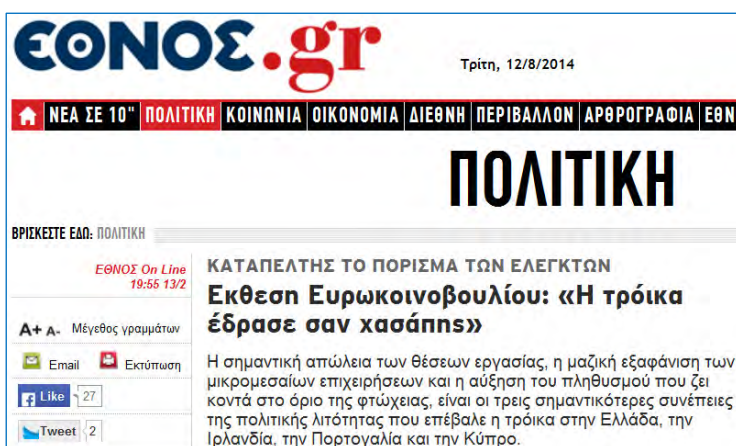 ΕΘΝΟΣ.gr
Τρίτη, 12/8/2014
ΝΕΑ ΣΕ 10" ΠΟΛΙΤΙΚΗ ΚΟΙΝΩΝΙΑ ΟΙΚΟΝΟΜΙΑ ΔΙΕΘΝΗ ΠΕΡΙΒΑΛΛΟΝ ΑΡΘΡΟΓΡΑΦΙΑ ΕΘΝ
ΠΟΛΙΤΙΚΗ
ΒΡΙΣΚΕΣΤΕ ΕΔΩ: ΠΟΛΙΤΙΚΗ
ΕΘΝΟΣ On Line
19:55 13/2
A+ A- Μέγεθος γραμμάτων
Email Εκτύπωση
Like 27
Tweet 2
ΚΑΤΑΠΕΛΤΗΣ ΤΟ ΠΟΡΙΣΜΑ ΤΩΝ ΕΛΕΓΚΤΩΝ
Εκθεση Ευρωκοινοβουλίου: «Η τρόικα
έδρασε σαν χασάπης»
Η σημαντική απώλεια των θέσεων εργασίας, η μαζική εξαφάνιση των
μικρομεσαίων επιχειρήσεων και η αύξηση του πληθυσμού που ζει
κοντά στο όριο της φτώχειας, είναι οι τρεις σημαντικότερες συνέπειες
της πολιτικής λιτότητας που επέβαλε η τρόικα στην Ελλάδα, την
Ιρλανδία, την Πορτογαλία και την Κύπρο.